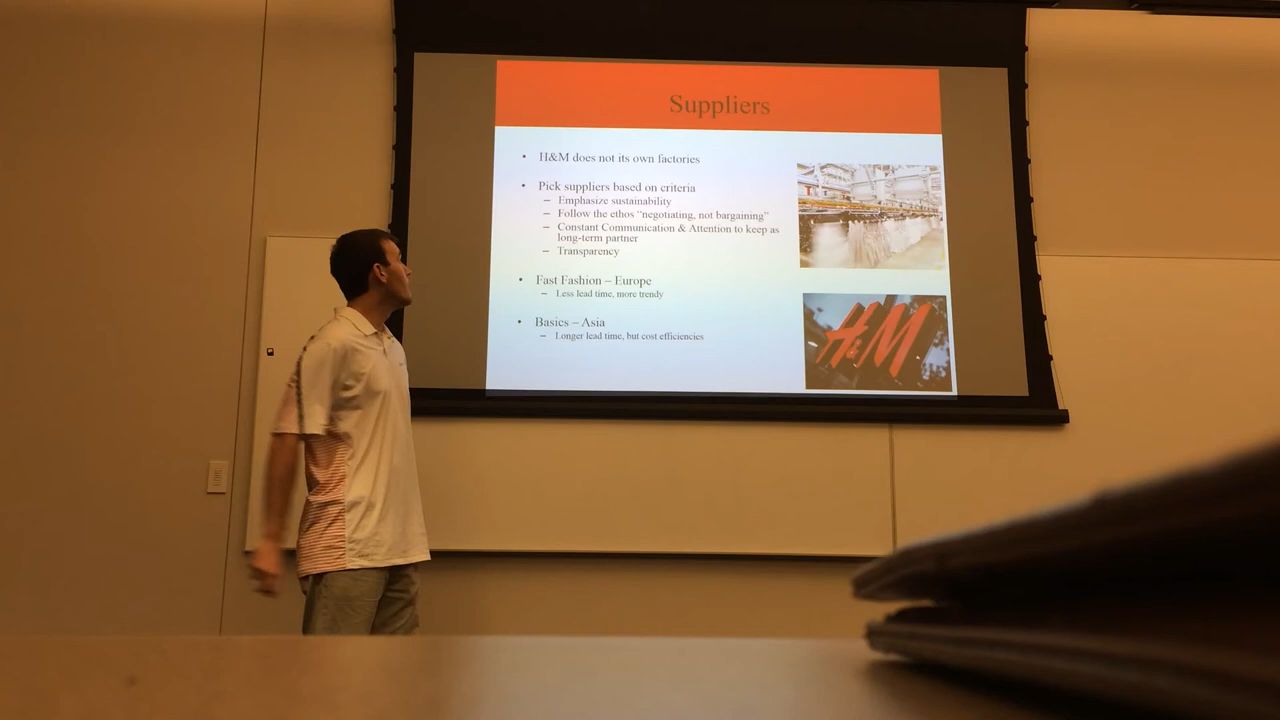 Suppliers
• H&M does not its own factories
• Pick suppliers based on criteria
– Emphasize sustainability
– Follow the ethos “negotiating, not bargaining”
– Constant Communication & Attention to keep as
long-term partner
– Transparency
• Fast Fashion – Europe
– Less lead time, more trendy
• Basics – Asia
– Longer lead time, but cost efficiencies
H&M